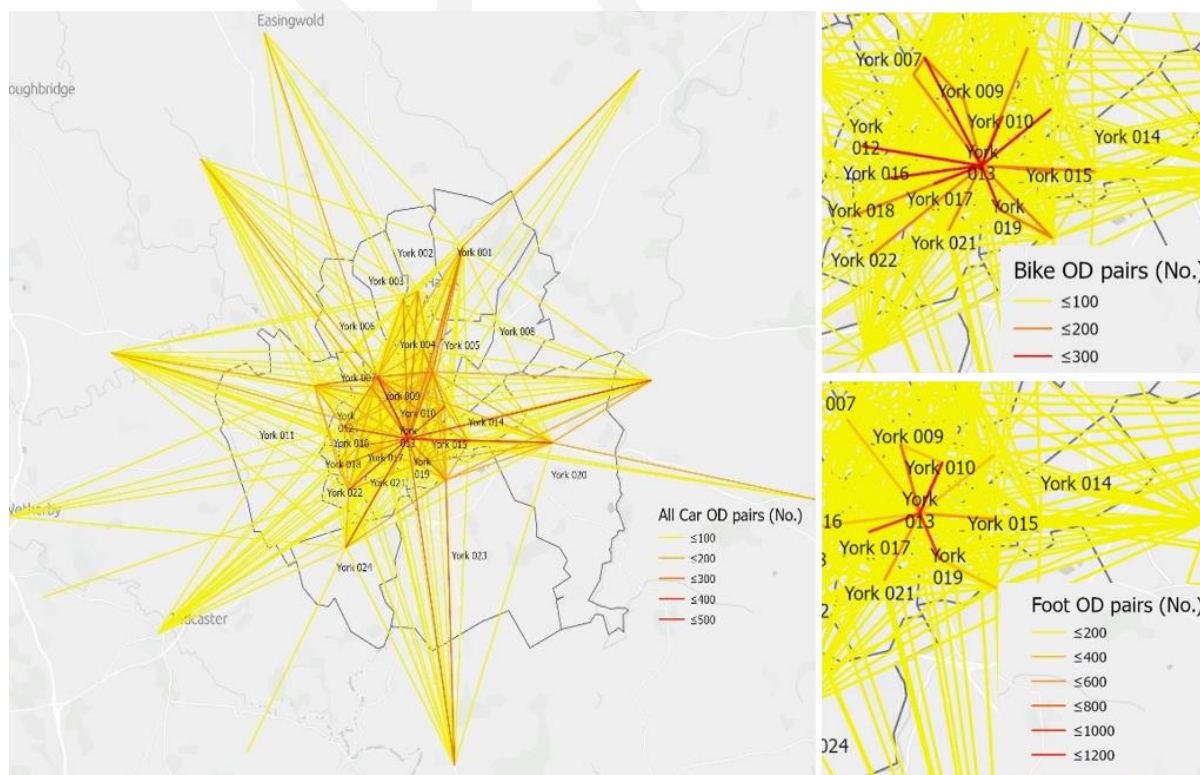 Easingwold
oughbridge
York 002
York 001
York 003
York 006
York 008
York 004
York 005
York 007
York 009
York 010
York
012
York 014
York
013
York 011
York 016
York 015
York 017
York 018
York
019
York 020
York 021
York 022
York 023
York 024
etherby
caster
All Car OD pairs (No.)
≤100
≤200
≤300
≤400
≤500
York 007
York 009
York 010
York
012
York 014
York
013
York 016
York 015
York 017
York 018
York
019
York 021
York 022
Bike OD pairs (No.)
≤100
≤200
≤300
007
York 009
York 010
York 014
York
013
16
York 015
York 017
York
019
York 021
2
024
Foot OD pairs (No.)
≤200
≤400
≤600
≤800
≤1000
≤1200